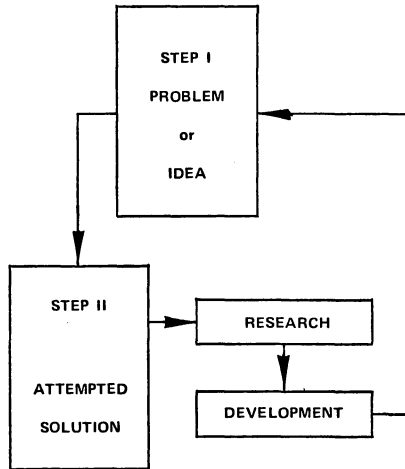 STEP I
PROBLEM
or
IDEA
STEP II
ATTEMPTED
SOLUTION
RESEARCH
DEVELOPMENT